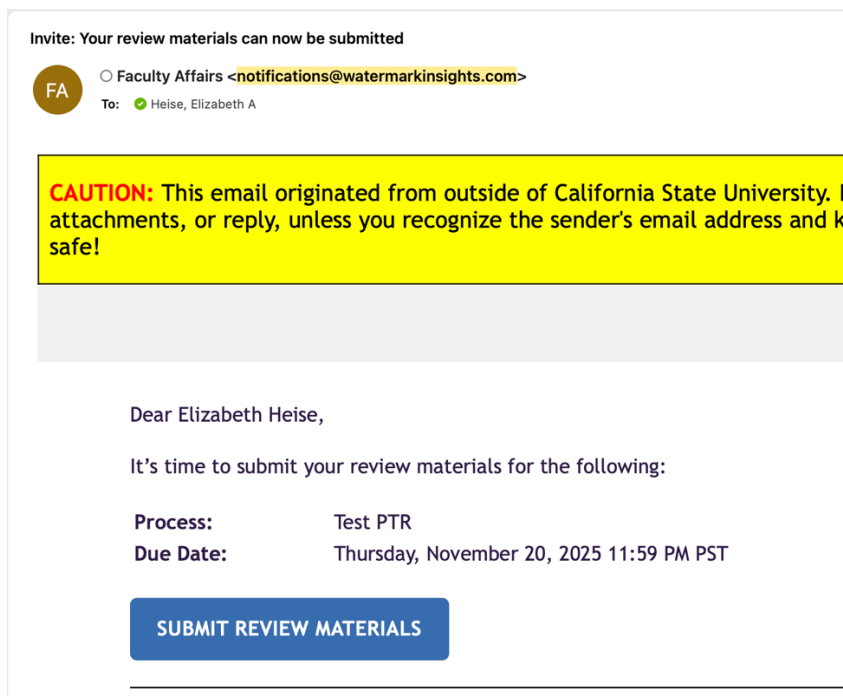 Invite: Your review materials can now be submitted
FA
Faculty Affairs <notifications@watermarkinsights.com>
To: Heise, Elizabeth A
CAUTION: This email originated from outside of California State University.
attachments, or reply, unless you recognize the sender's email address and
safe!
Dear Elizabeth Heise,
It's time to submit your review materials for the following:
Process: Test PTR
Due Date: Thursday, November 20, 2025 11:59 PM PST
SUBMIT REVIEW MATERIALS